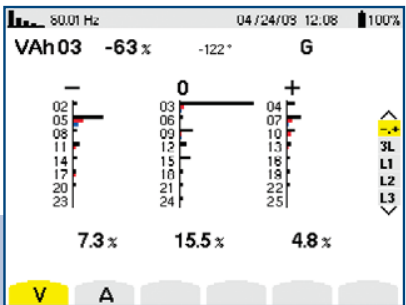 60.01 Hz 04/24/03 12:08 100%
VAh03 -63 % -122° G
− 0 +
02 03 04
05 06 07
08 09 10
11 12 13
14 15 16
17 18 19
20 21 22
23 24 25
-.+
3L
L1
L2
L3
7.3 % 15.5 % 4.8 %
V A